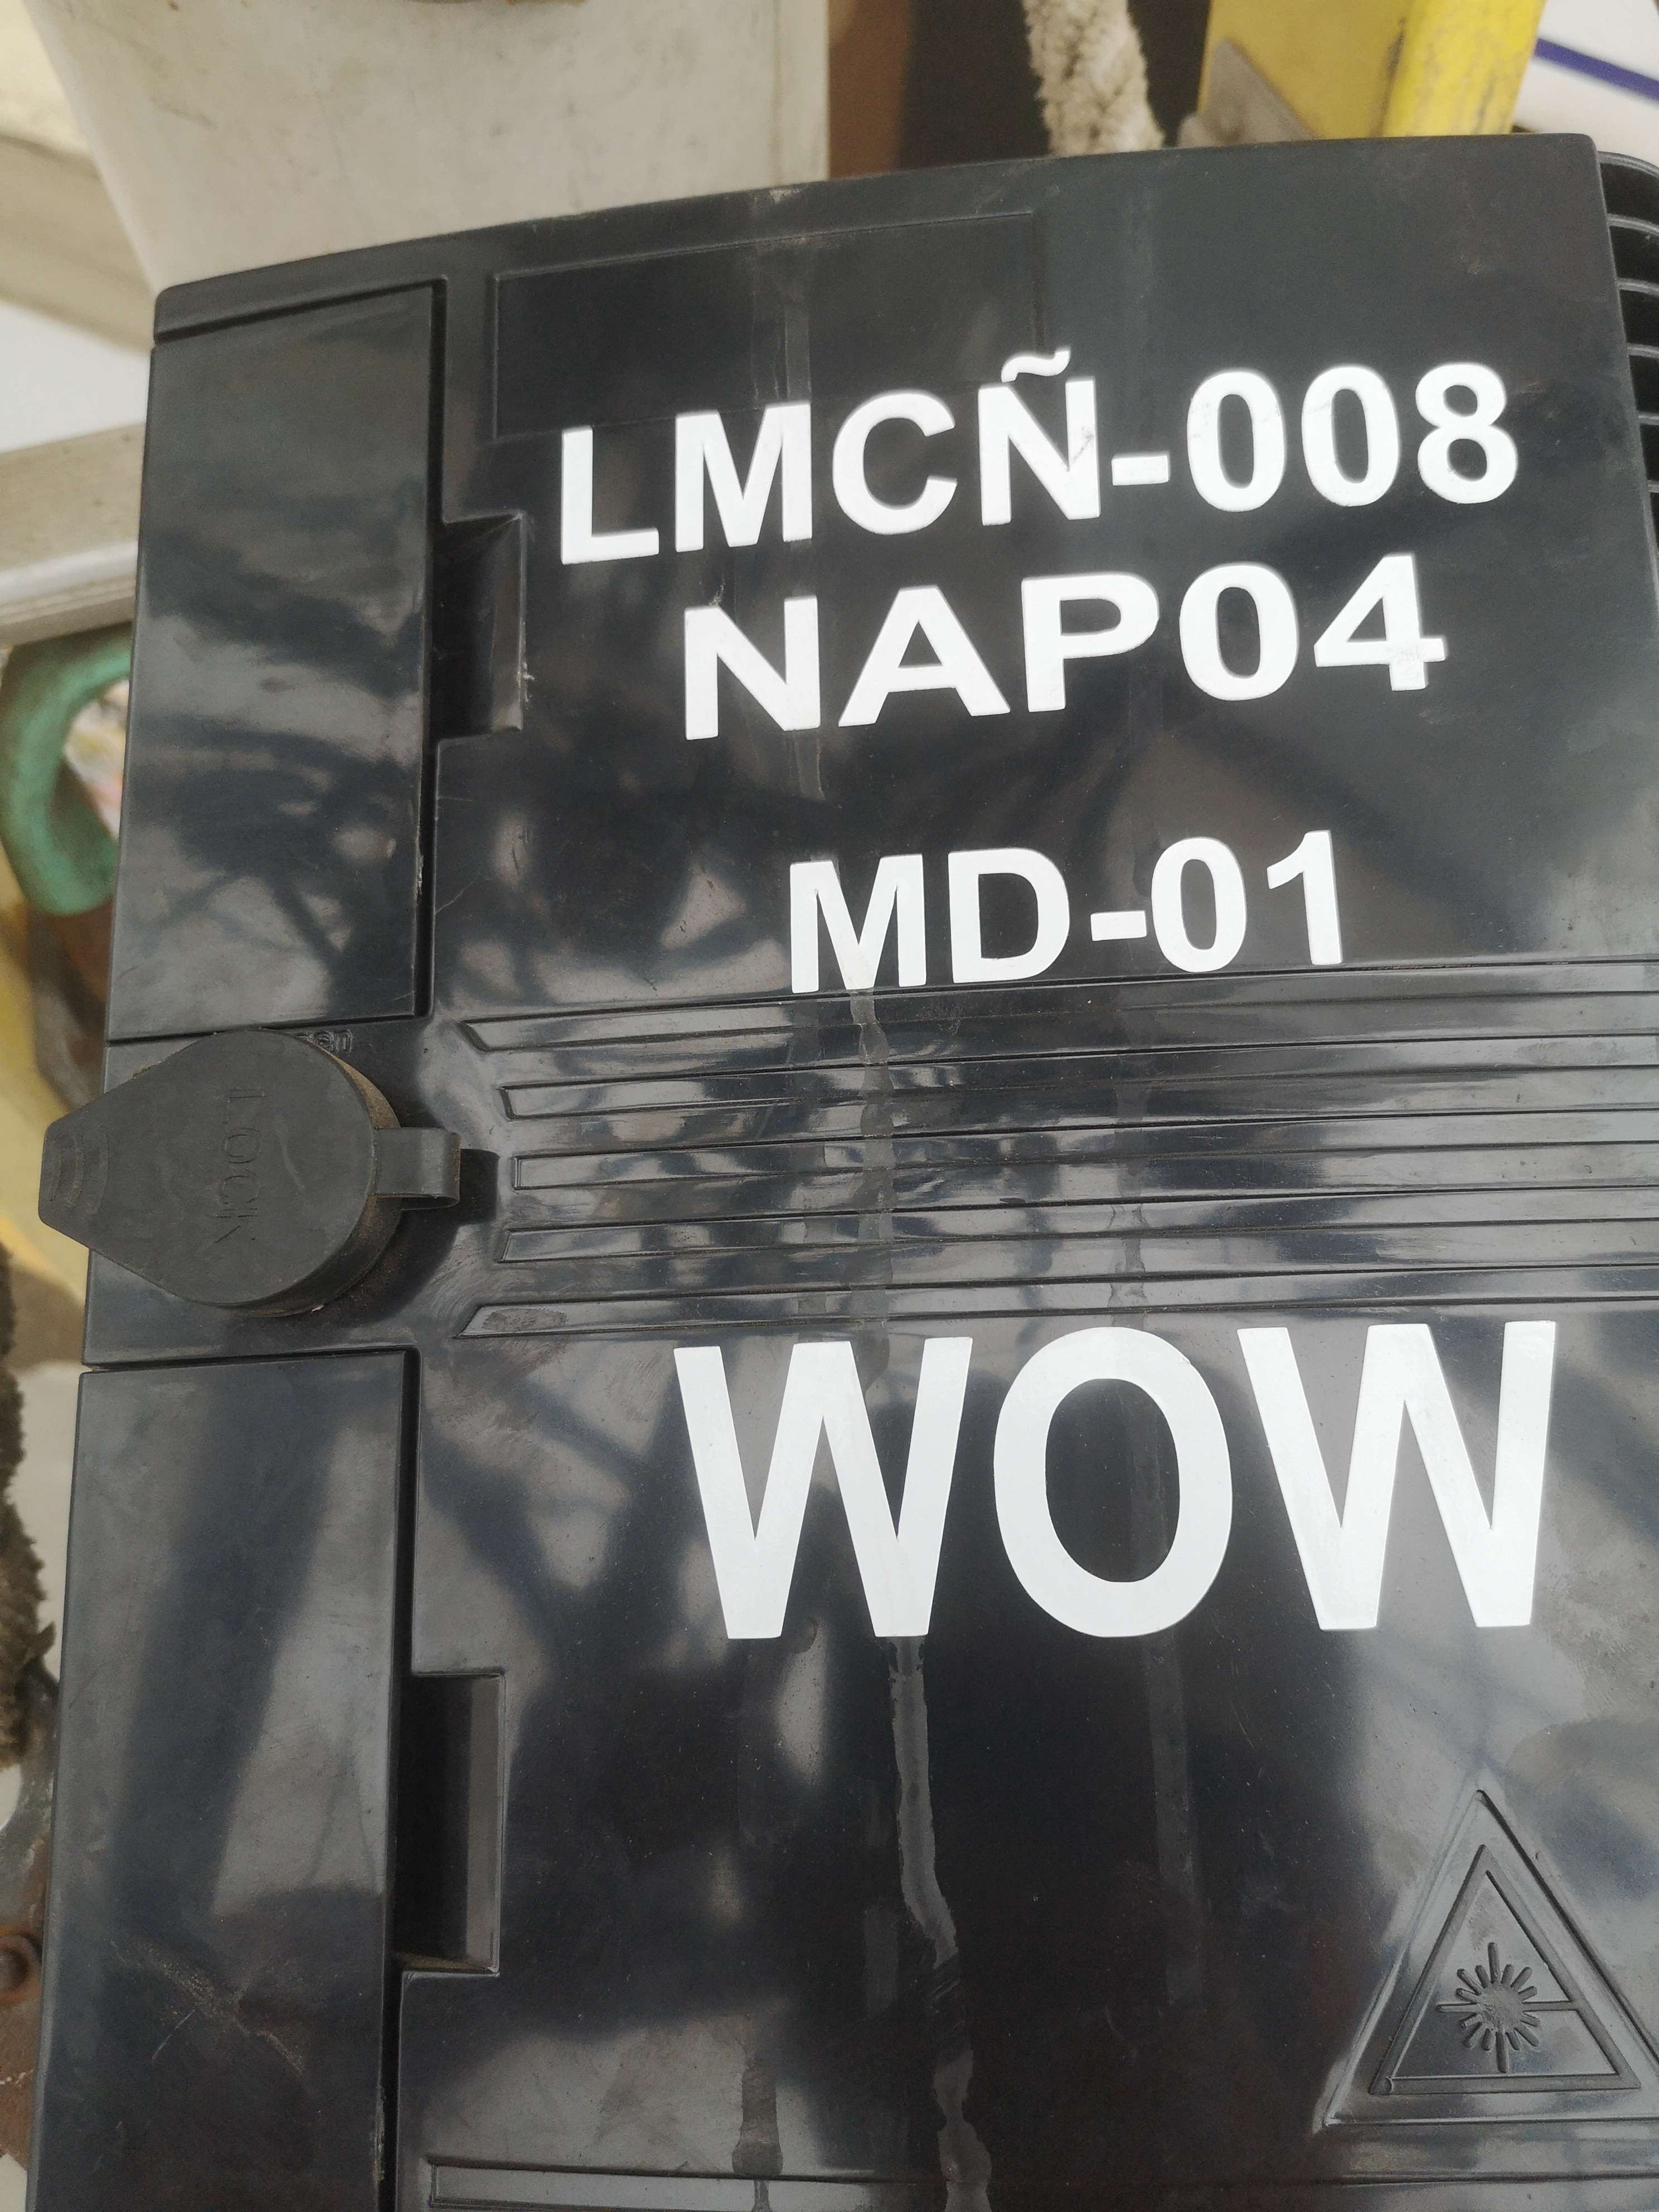 LMCÑ-008
NAP04
MD-01
LOCK
WOW